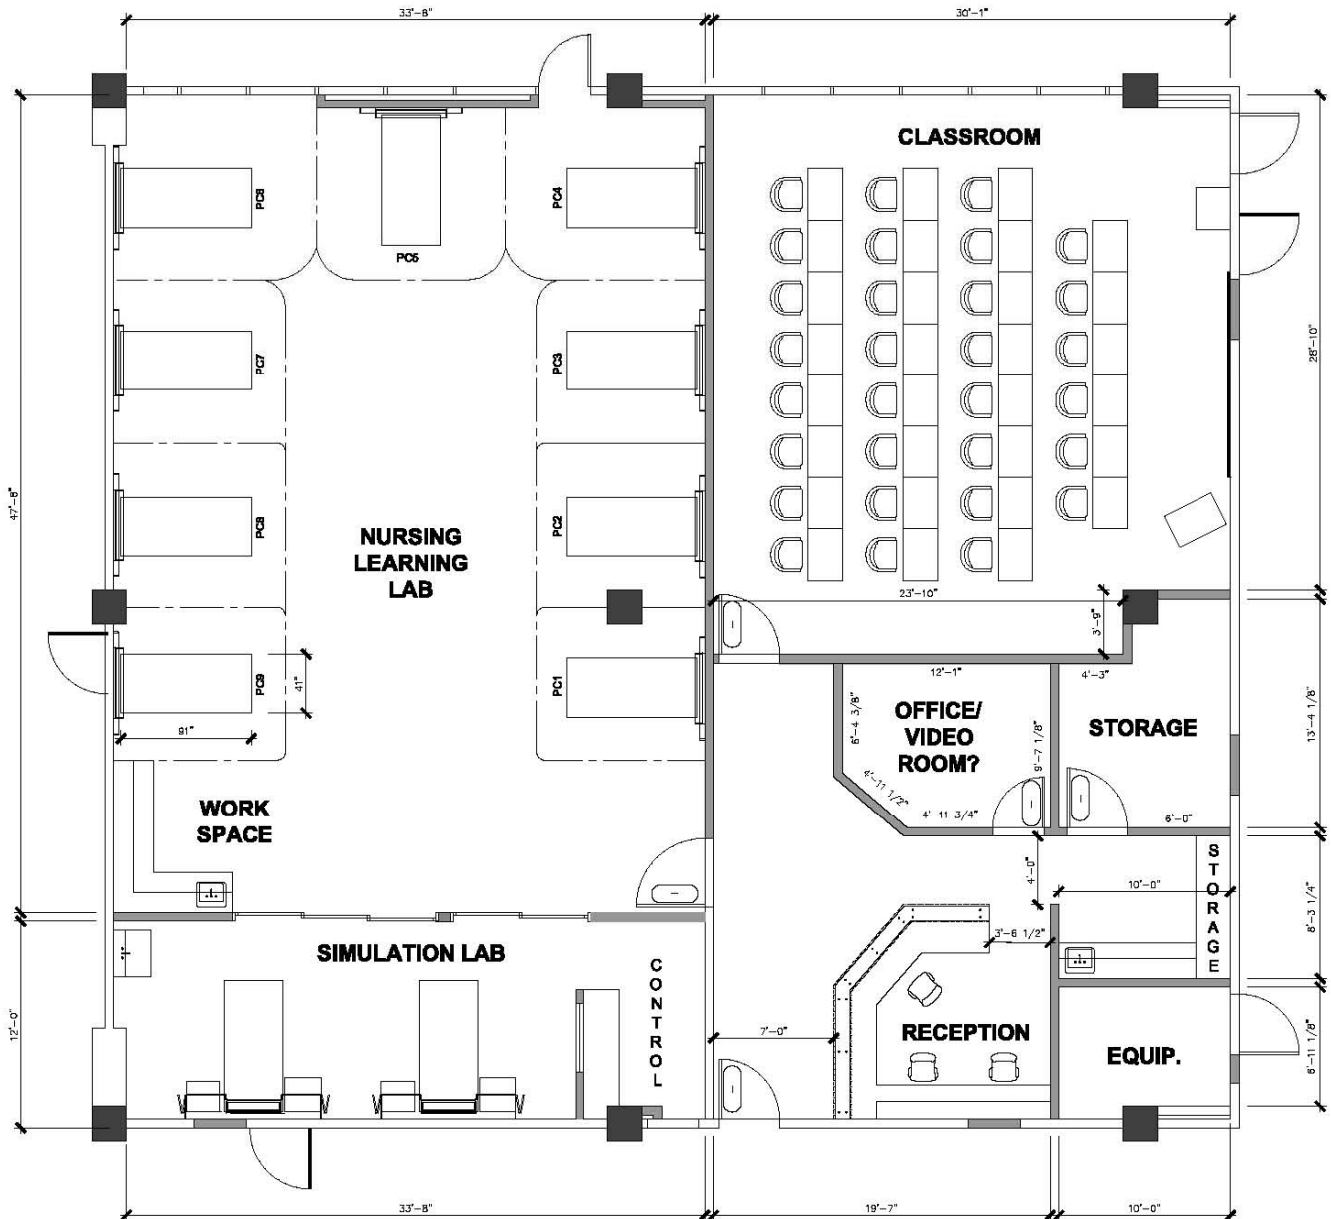 33'-8"
30'-1"
CLASSROOM
PC6
PC4
PC5
PC7
PC3
28'-10"
47'-8"
PC8
PC2
NURSING
LEARNING
LAB
23'-10"
3'-9"
PC9
41"
PC1
91"
12'-1"
4'-3"
6'-4 3/8"
OFFICE/
VIDEO
ROOM?
9'-7 1/8"
STORAGE
13'-4 1/8"
4'-11 1/2"
4' 11 3/4"
6'-0"
WORK
SPACE
4'-0"
10'-0"
STORAGE
8'-3 1/4"
SIMULATION LAB
CONTROL
3'-6 1/2"
12'-0"
7'-0"
RECEPTION
EQUIP.
6'-11 1/8"
33'-8"
19'-7"
10'-0"